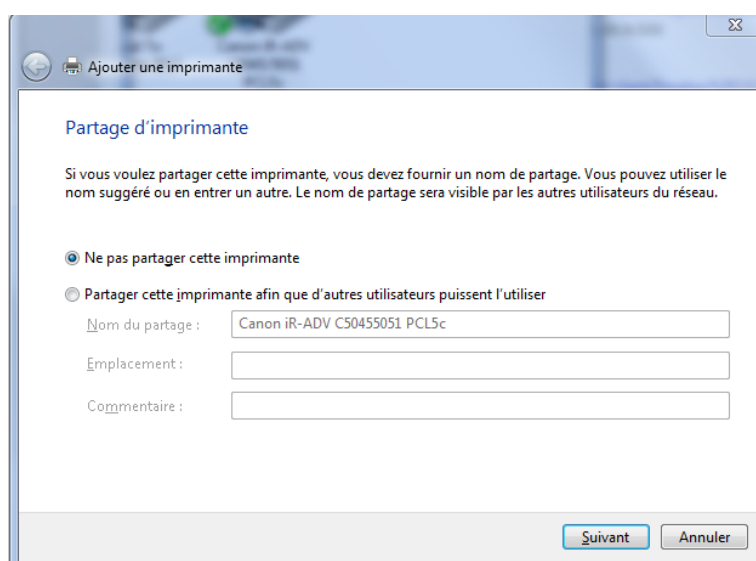 Ajouter une imprimante
Partage d'imprimante
Si vous voulez partager cette imprimante, vous devez fournir un nom de partage. Vous pouvez utiliser le
nom suggéré ou en entrer un autre. Le nom de partage sera visible par les autres utilisateurs du réseau.
Ne pas partager cette imprimante
Partager cette imprimante afin que d'autres utilisateurs puissent l'utiliser
Nom du partage : Canon iR-ADV C50455051 PCL5c
Emplacement :
Commentaire :
Suivant Annuler